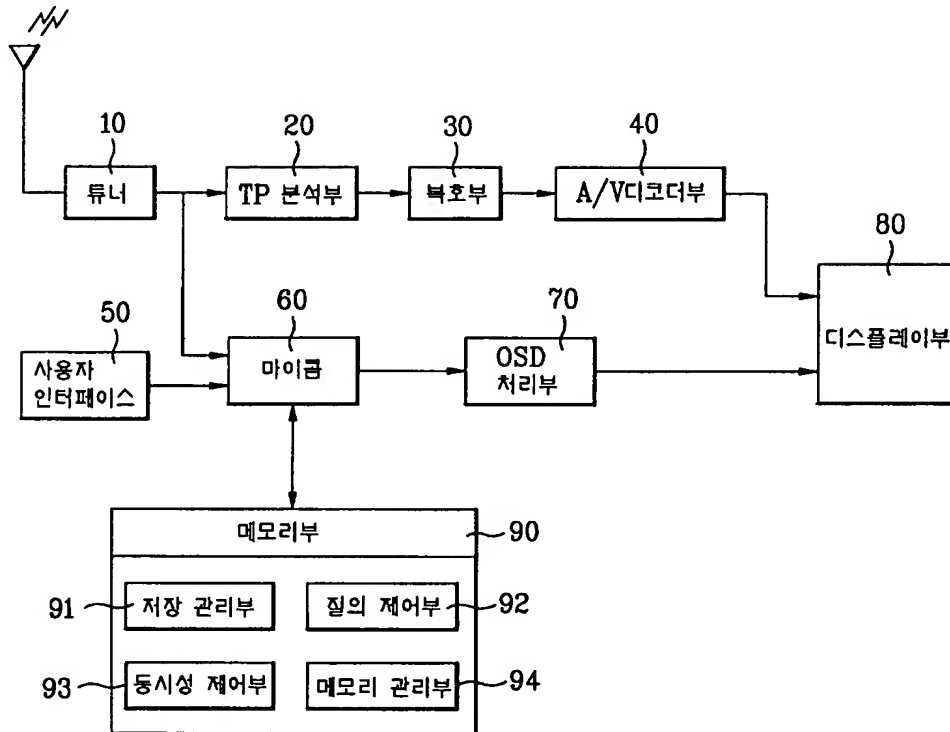 10
20
30
40
튜너
TP 분석부
복호부
A/V디코더부
80
50
60
70
디스플레이부
사용자
인터페이스
마이콤
OSD
처리부
메모리부
90
91
저장 관리부
질의 제어부
92
93
동시성 제어부
메모리 관리부
94